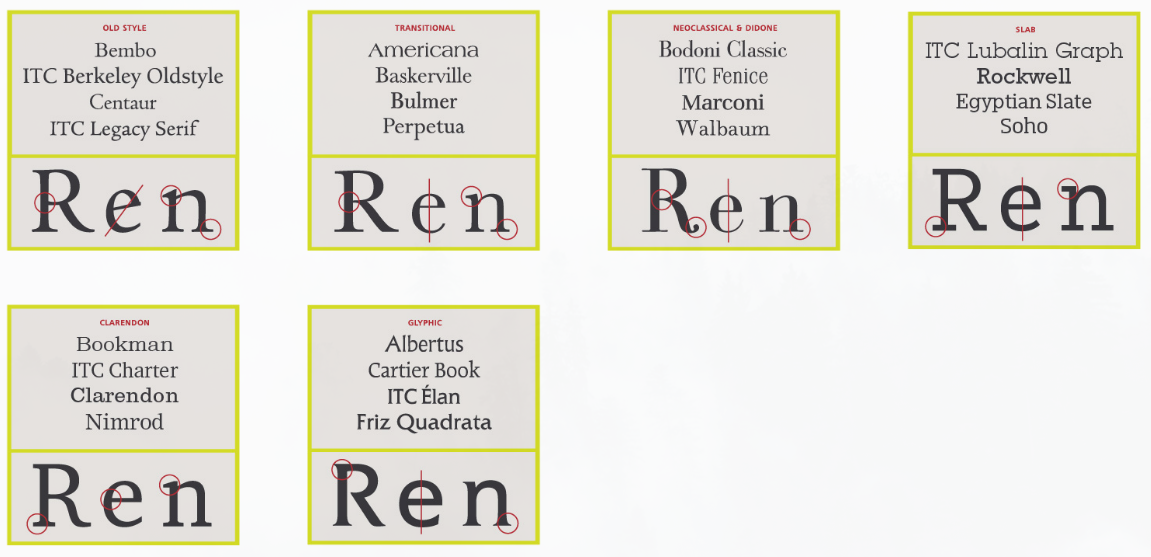 OLD STYLE
Bembo
ITC Berkeley Oldstyle
Centaur
ITC Legacy Serif
Ren
TRANSITIONAL
Americana
Baskerville
Bulmer
Perpetua
Ren
NEOCLASSICAL & DIDONE
Bodoni Classic
ITC Fenice
Marconi
Walbaum
Ren
SLAB
ITC Lubalin Graph
Rockwell
Egyptian Slate
Soho
Ren
CLARENDON
Bookman
ITC Charter
Clarendon
Nimrod
Ren
GLYPHIC
Albertus
Cartier Book
ITC Élan
Friz Quadrata
Ren